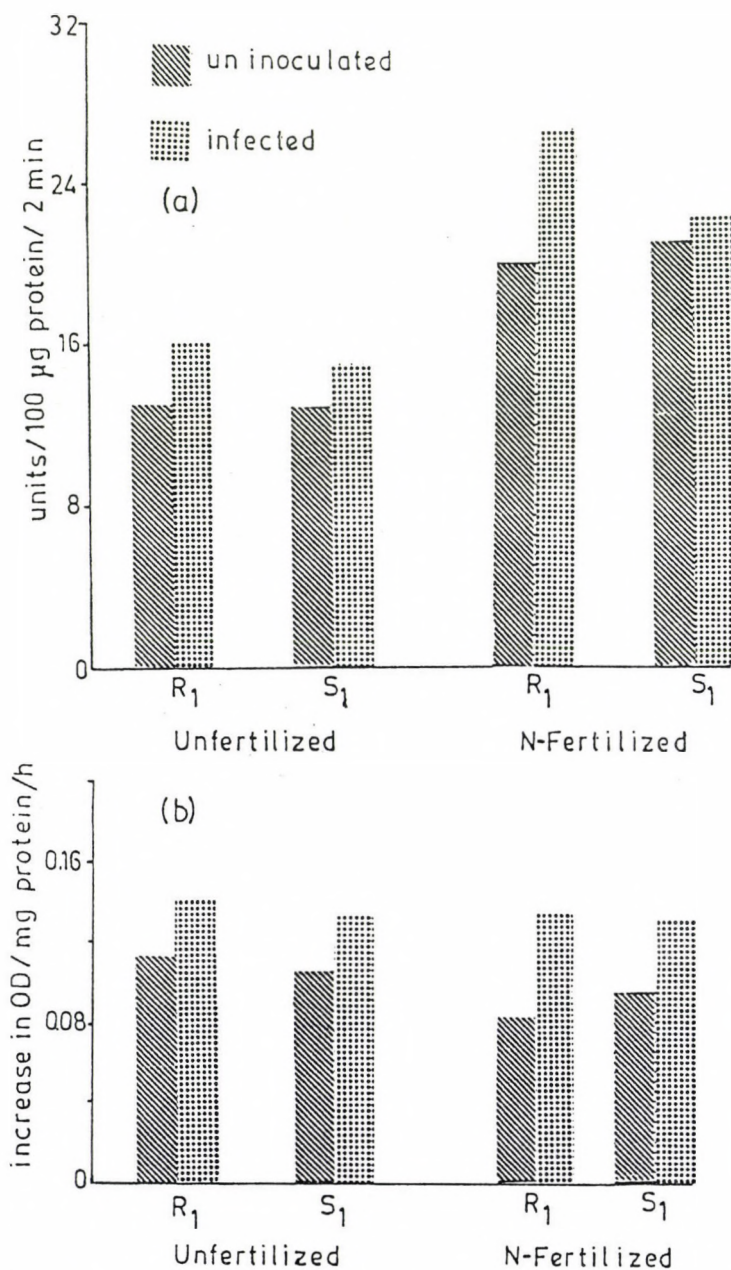 32
un inoculated
infected
24
(a)
units/100 µg protein/ 2 min
16
8
0
R1 S1 R1 S1
Unfertilized N-Fertilized
(b)
increase in OD/mg protein/h
0.16
0.08
0
R1 S1 R1 S1
Unfertilized N-Fertilized